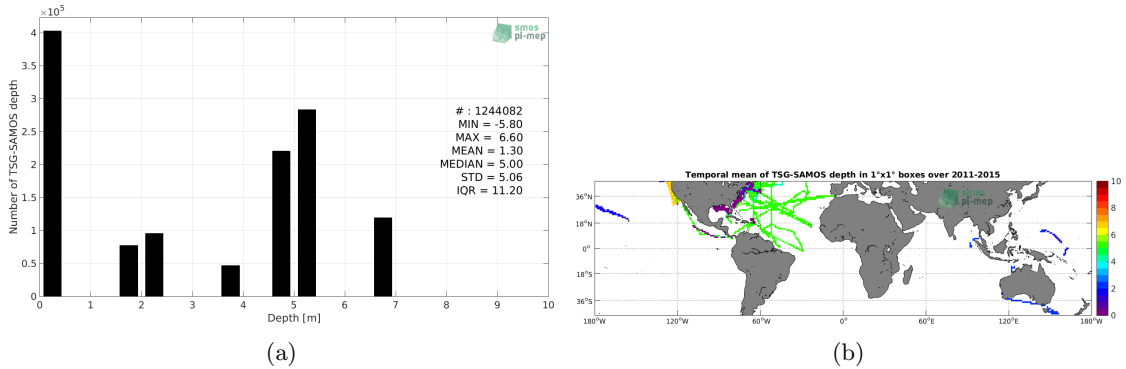 ×10⁵
4
3.5
3
2.5
2
1.5
1
0.5
0
Number of TSG-SAMOS depth
smos
pi-mep
# : 1244082
MIN = -5.80
MAX = 6.60
MEAN = 1.30
MEDIAN = 5.00
STD = 5.06
IQR = 11.20
0 1 2 3 4 5 6 7 8 9 10
Depth [m]
(a)
Temporal mean of TSG-SAMOS depth in 1°x1° boxes over 2011-2015
smos
pi-mep
36°N
18°N
0°
18°S
36°S
180°W 120°W 60°W 0° 60°E 120°E 180°E
10
8
6
4
2
0
(b)